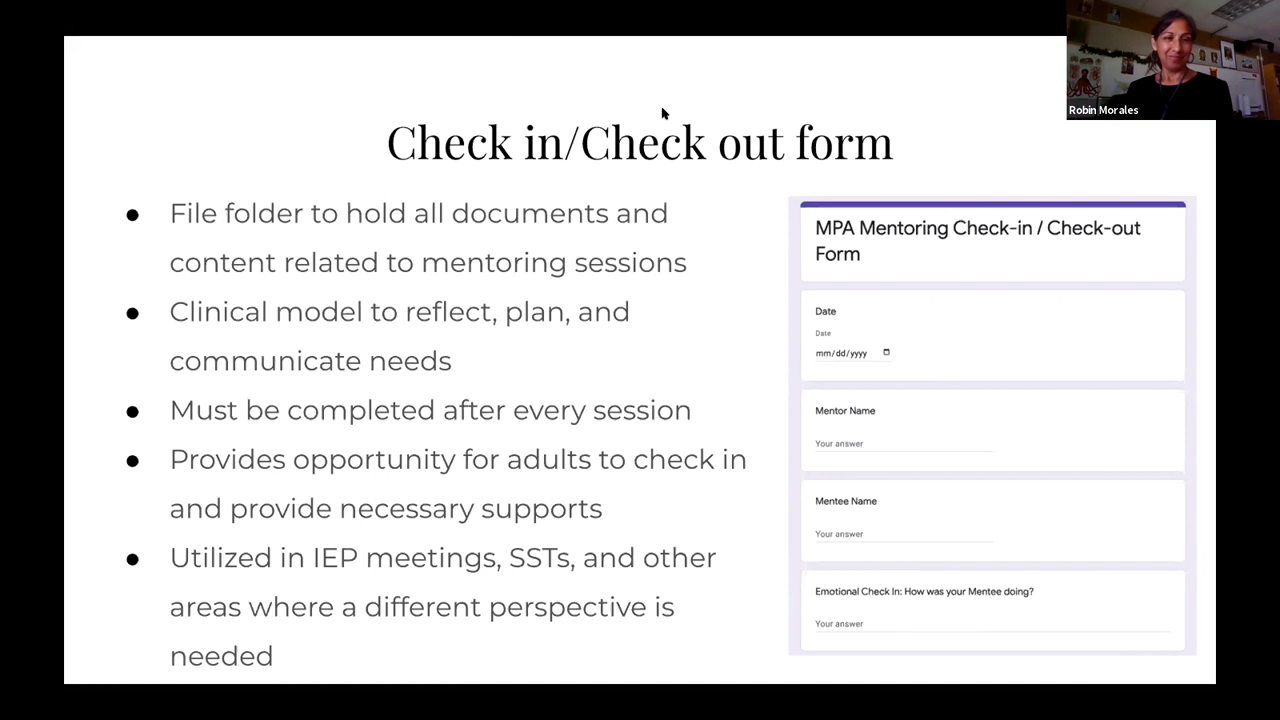 Robin Morales
Check in/Check out form
● File folder to hold all documents and
content related to mentoring sessions
● Clinical model to reflect, plan, and
communicate needs
● Must be completed after every session
● Provides opportunity for adults to check in
and provide necessary supports
● Utilized in IEP meetings, SSTs, and other
areas where a different perspective is
needed
MPA Mentoring Check-in / Check-out
Form
Date
Date
mm/dd/yyyy
Mentor Name
Your answer
Mentee Name
Your answer
Emotional Check In: How was your Mentee doing?
Your answer